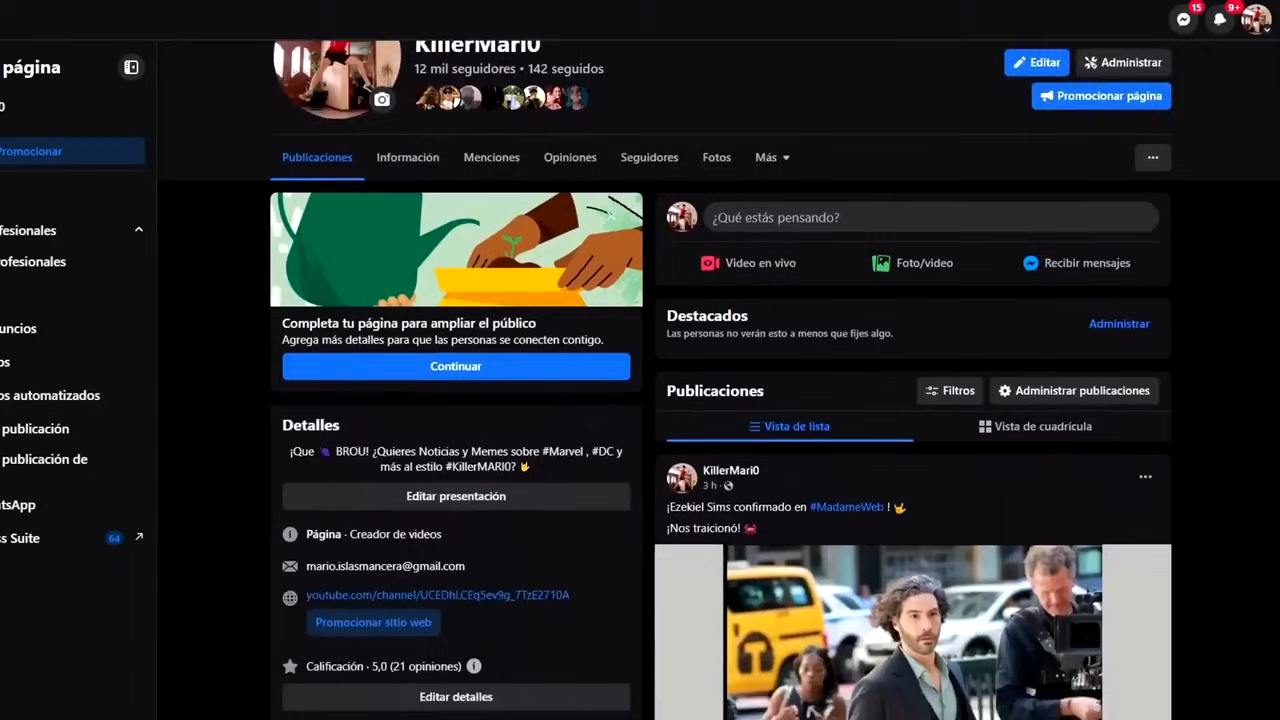 15
9+
página
0
Promocionar
fesionales
rofesionales
uncios
os
os automatizados
publicación
publicación de
tsApp
ss Suite
64
KillerMari0
12 mil seguidores • 142 seguidos
Editar
Administrar
Promocionar página
Publicaciones
Información
Menciones
Opiniones
Seguidores
Fotos
Más
Completa tu página para ampliar el público
Agrega más detalles para que las personas se conecten contigo.
Continuar
Detalles
¡Que BROU! ¿Quieres Noticias y Memes sobre #Marvel , #DC y
más al estilo #KillerMARI0?
Editar presentación
Página · Creador de videos
mario.islasmancera@gmail.com
youtube.com/channel/UCEDhLCEq5ev9g_7TzE2710A
Promocionar sitio web
Calificación · 5,0 (21 opiniones)
Editar detalles
¿Qué estás pensando?
Video en vivo
Foto/video
Recibir mensajes
Destacados
Las personas no verán esto a menos que fijes algo.
Administrar
Publicaciones
Filtros
Administrar publicaciones
Vista de lista
Vista de cuadrícula
KillerMari0
3 h ·
¡Ezekiel Sims confirmado en #MadameWeb !
¡Nos traicionó!